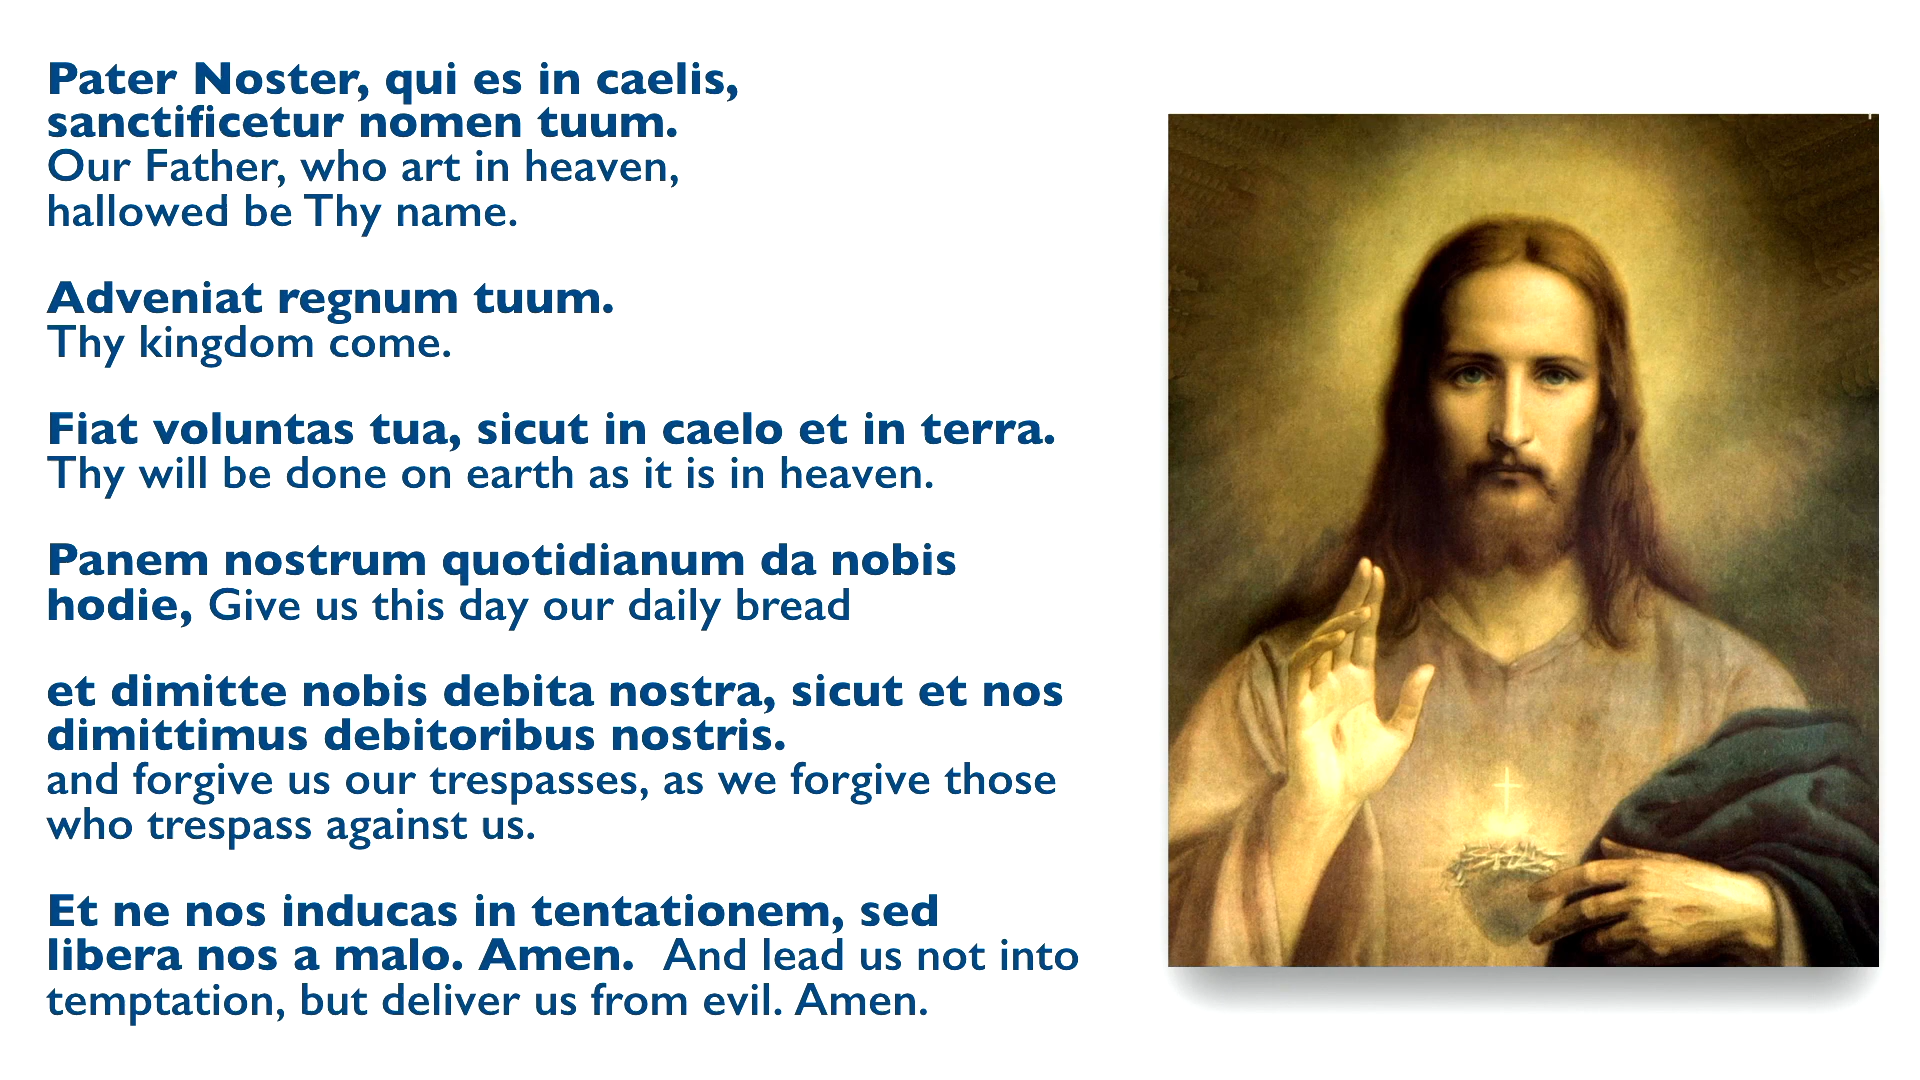 Pater Noster, qui es in caelis,
sanctificetur nomen tuum.
Our Father, who art in heaven,
hallowed be Thy name.
Adveniat regnum tuum.
Thy kingdom come.
Fiat voluntas tua, sicut in caelo et in terra.
Thy will be done on earth as it is in heaven.
Panem nostrum quotidianum da nobis
hodie, Give us this day our daily bread
et dimitte nobis debita nostra, sicut et nos
dimittimus debitoribus nostris.
and forgive us our trespasses, as we forgive those
who trespass against us.
Et ne nos inducas in tentationem, sed
libera nos a malo. Amen.  And lead us not into
temptation, but deliver us from evil. Amen.